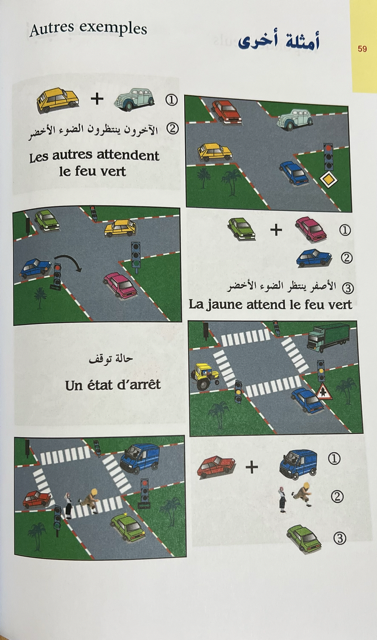 Autres exemples
أمثلة أخرى
59
+ ①
② الآخرون ينتظرون الضوء الأخضر
Les autres attendent
le feu vert
+ ①
②
③ الأصفر ينتظر الضوء الأخضر
La jaune attend le feu vert
حالة توقف
Un état d'arrêt
+ ①
②
③